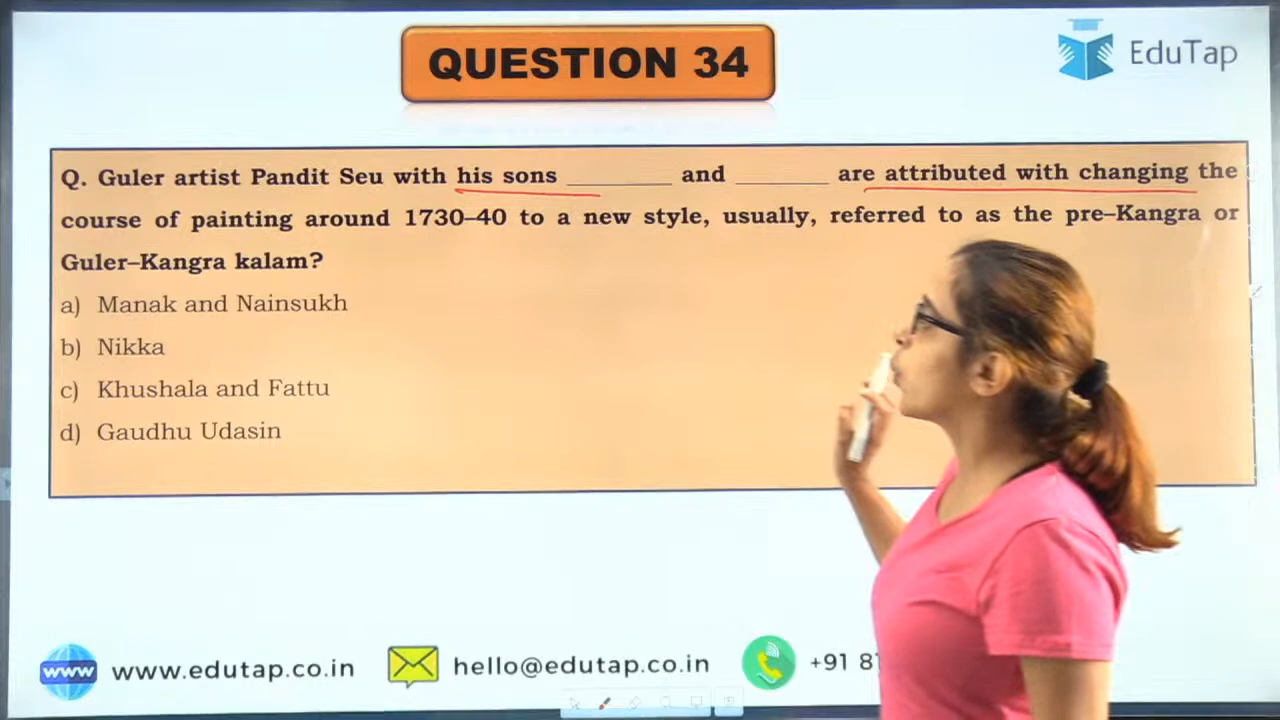 QUESTION 34
EduTap
Q. Guler artist Pandit Seu with his sons ________ and _______ are attributed with changing the
course of painting around 1730–40 to a new style, usually, referred to as the pre–Kangra or
Guler–Kangra kalam?
a) Manak and Nainsukh
b) Nikka
c) Khushala and Fattu
d) Gaudhu Udasin
www www.edutap.co.in hello@edutap.co.in +91 81